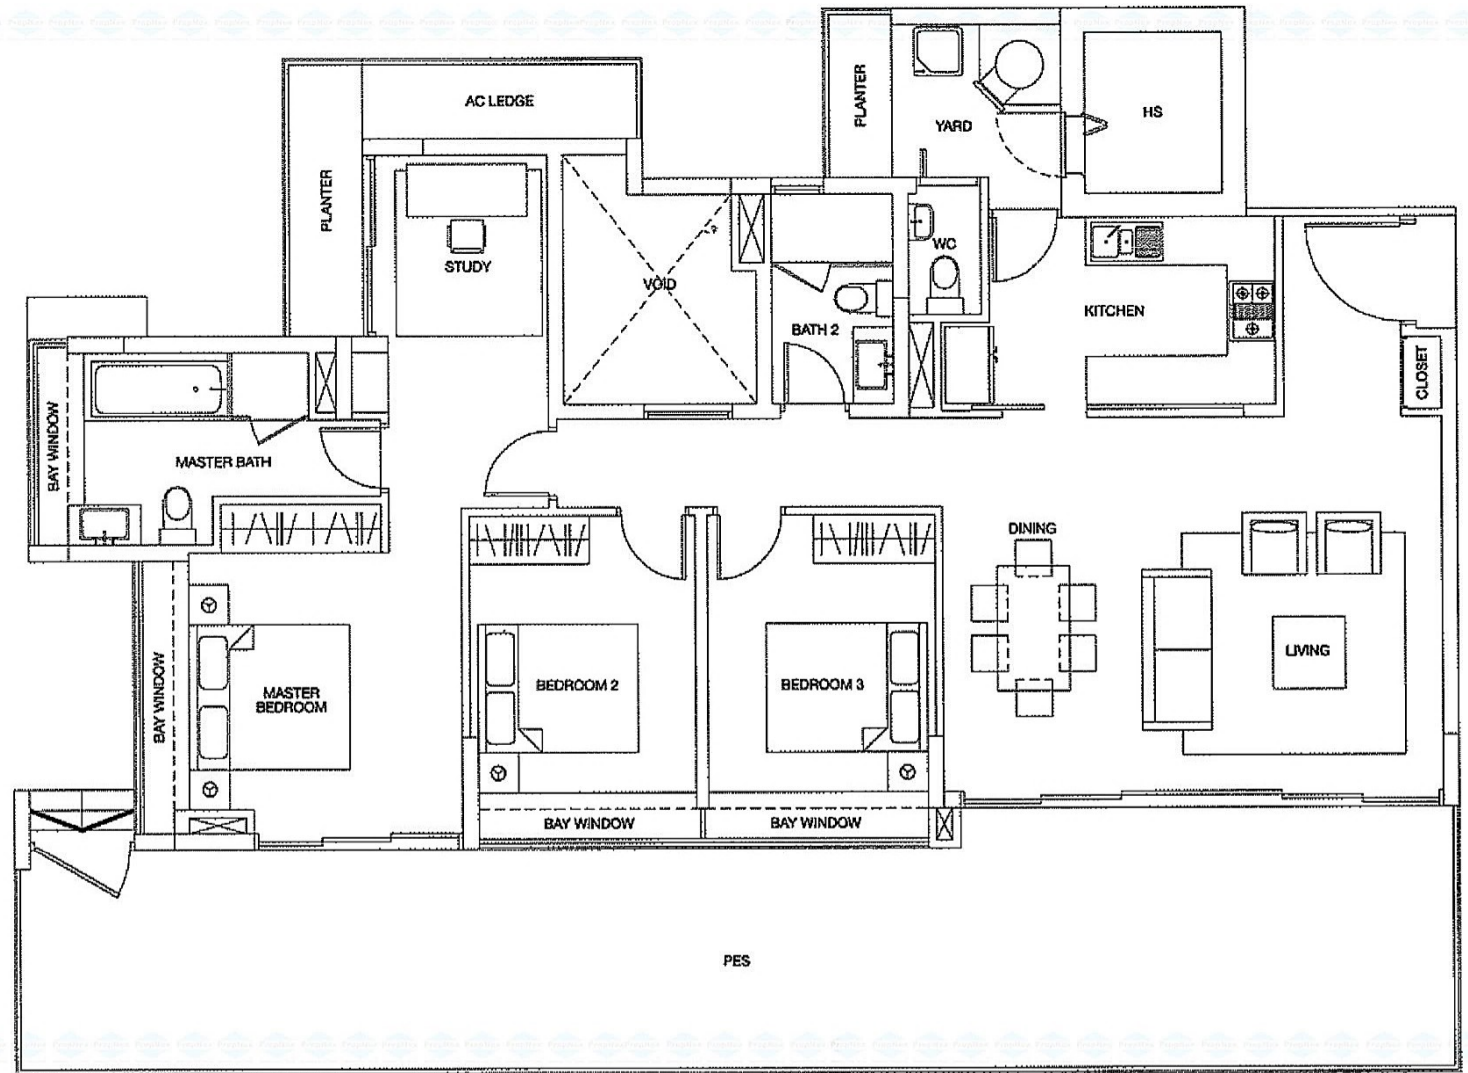 AC LEDGE
PLANTER
STUDY
VOID
PLANTER
YARD
HS
WC
BATH 2
KITCHEN
CLOSET
BAY WINDOW
MASTER BATH
DINING
LIVING
BAY WINDOW
MASTER
BEDROOM
BEDROOM 2
BEDROOM 3
BAY WINDOW
BAY WINDOW
PES